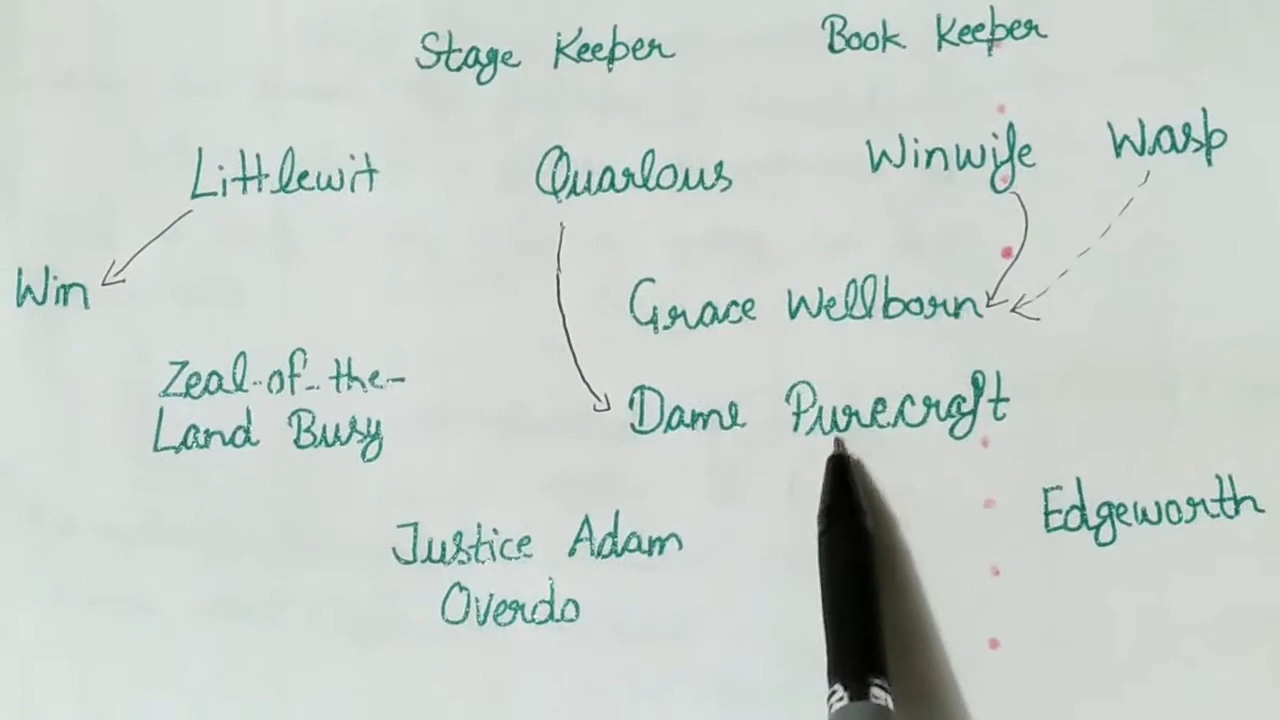 Stage Keeper
Book Keeper
Littlewit
Quarlous
Winwife
Wasp
Win
Grace Wellborn
Zeal-of-the-
Land Busy
Dame Purecraft
Edgeworth
Justice Adam
Overdo